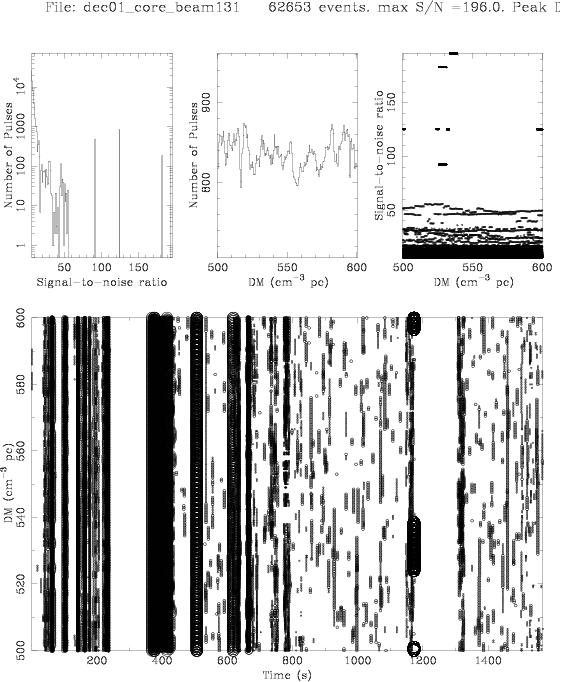 File: dec01_core_beam131 62653 events. max S/N =196.0. Peak D
Number of Pulses
1 10 100 1000 10⁴
50 100 150
Signal-to-noise ratio
Number of Pulses
800 900
500 550 600
DM (cm⁻³ pc)
Signal-to-noise ratio
50 100 150
500 550 600
DM (cm⁻³ pc)
DM (cm⁻³ pc)
500 520 540 560 580 600
200 400 600 800 1000 1200 1400
Time (s)